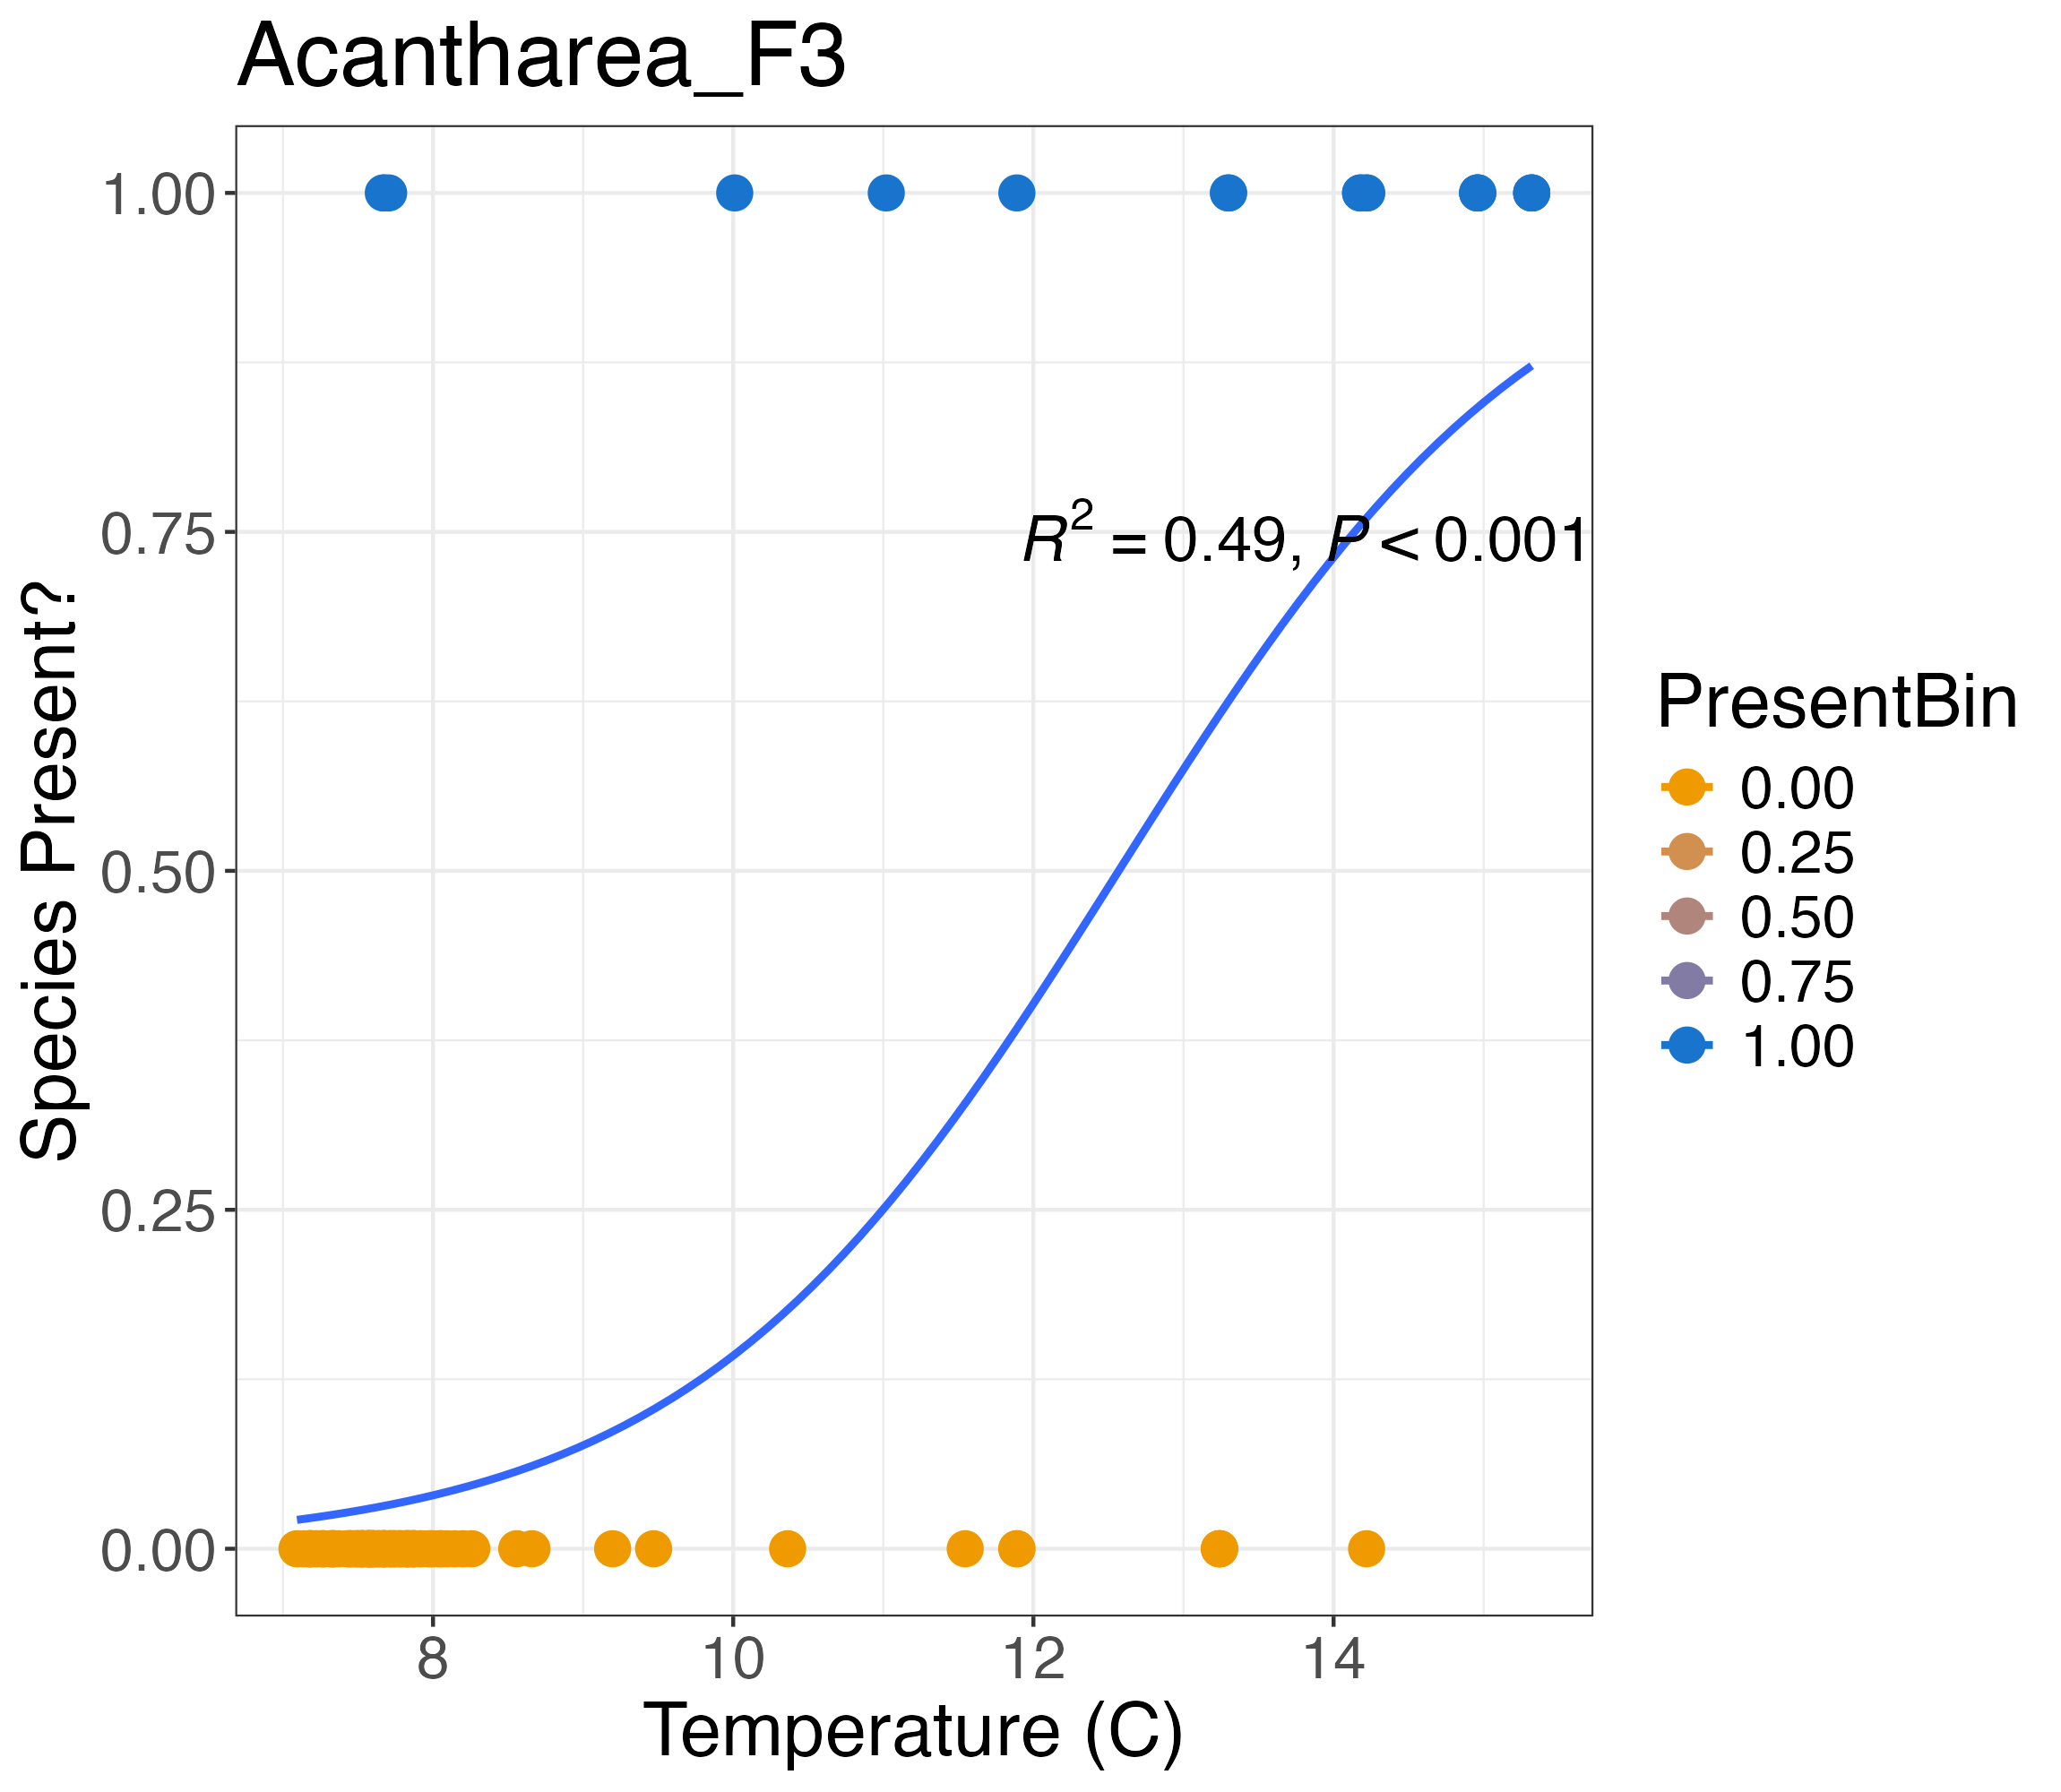 Acantharea_F3
1.00
0.75
0.50
0.25
0.00
Species Present?
R² = 0.49, P < 0.001
8 10 12 14
Temperature (C)
PresentBin
0.00
0.25
0.50
0.75
1.00